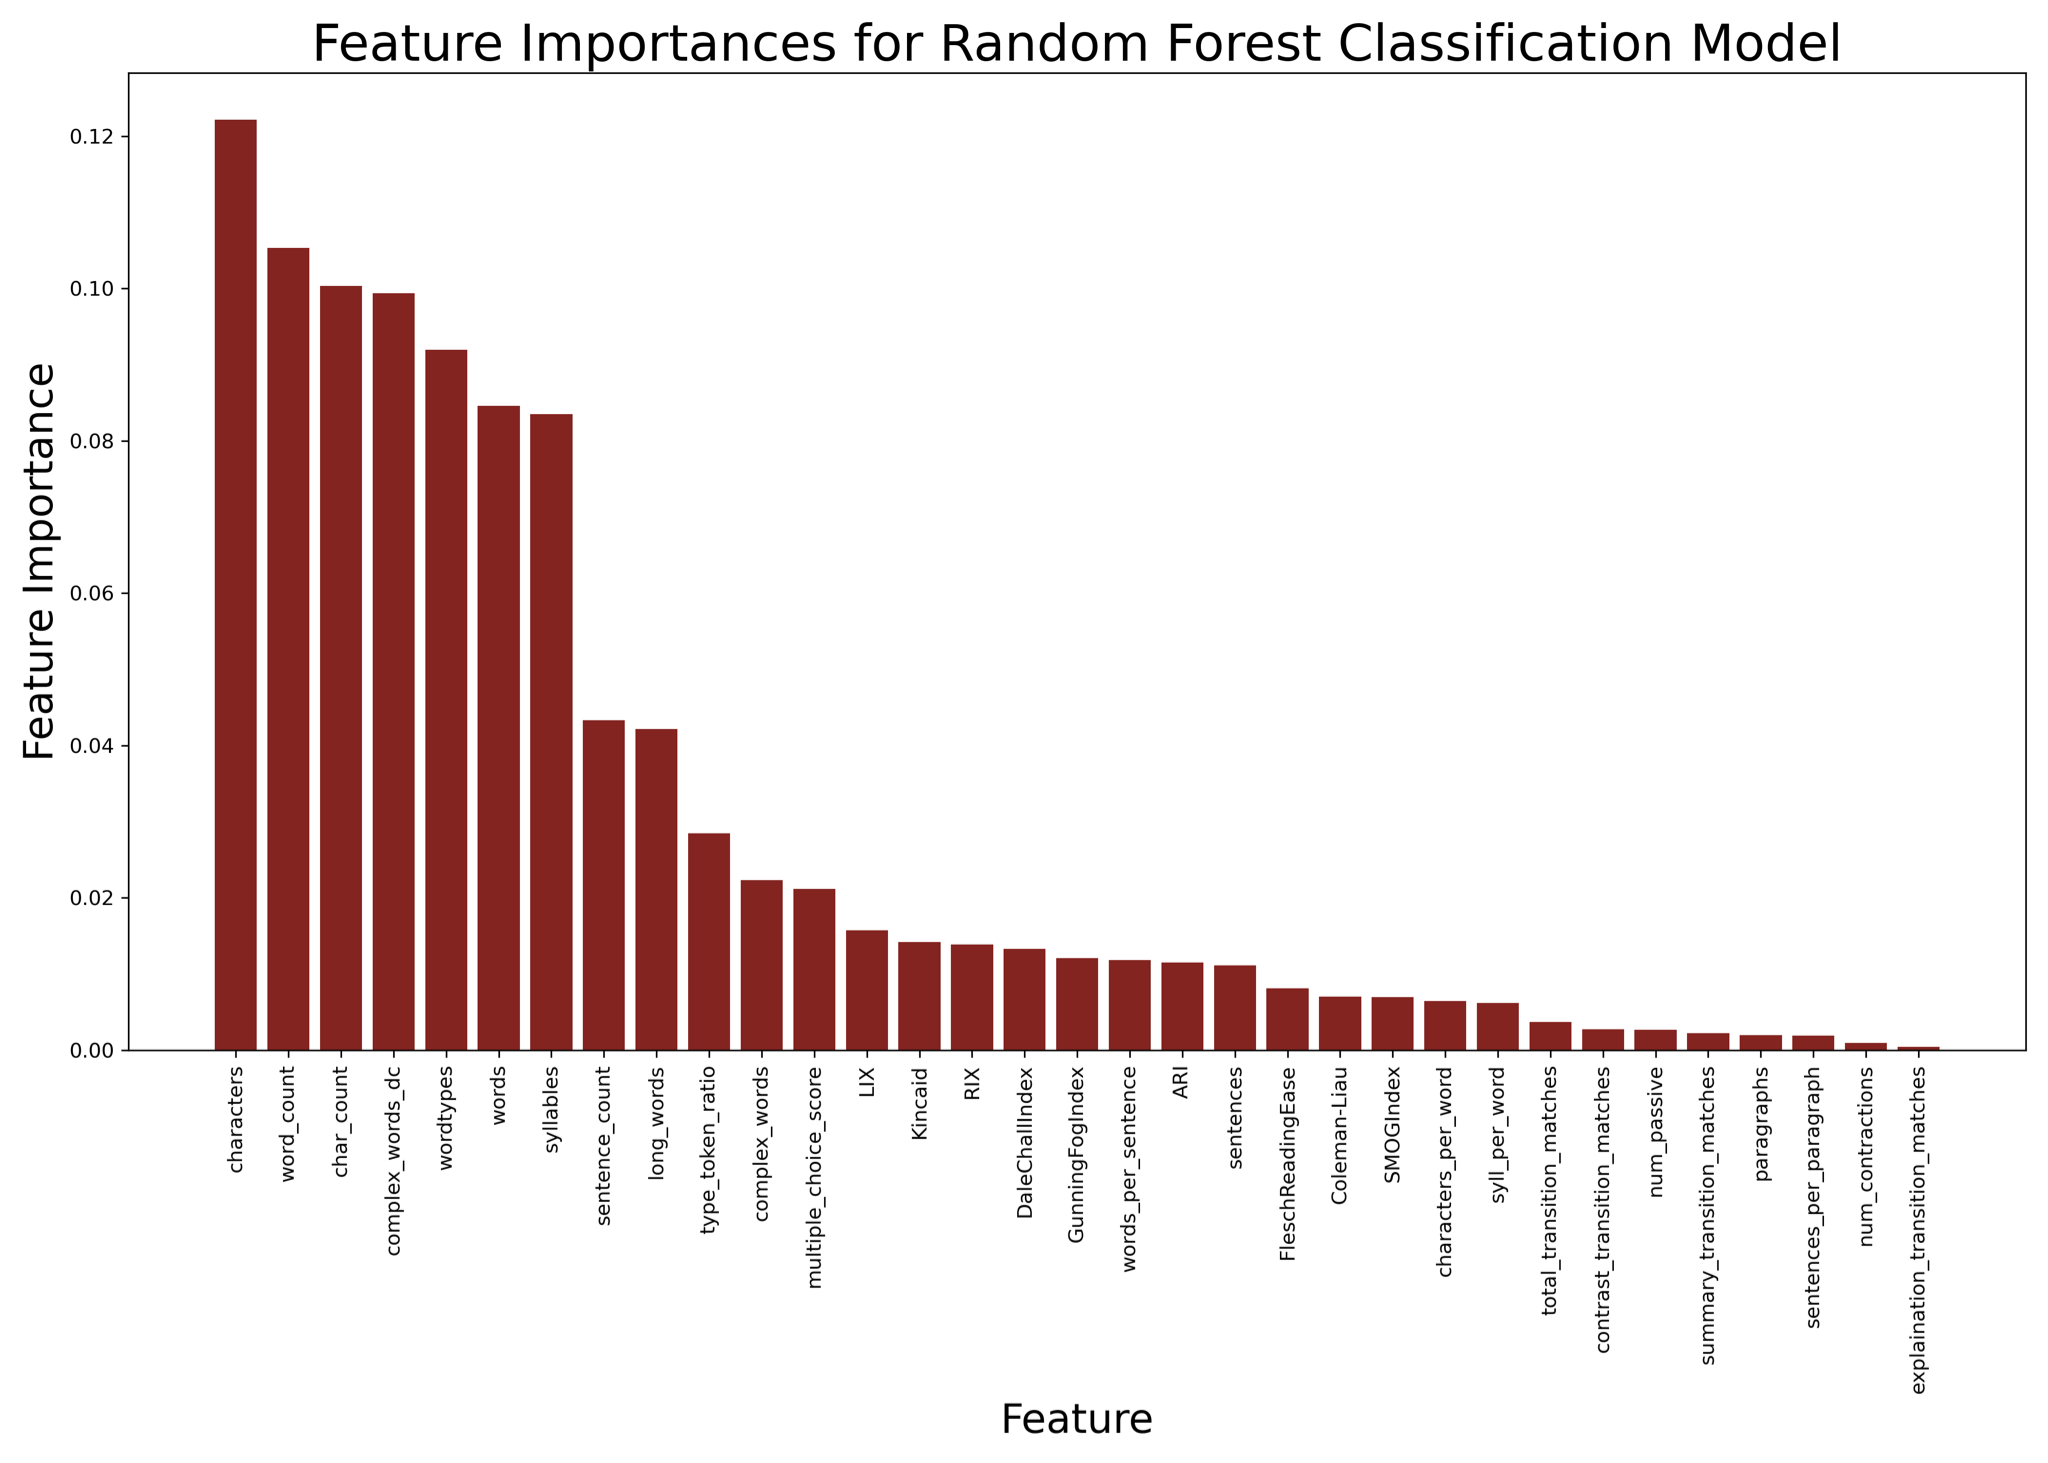 Feature Importances for Random Forest Classification Model
Feature Importance
0.12
0.10
0.08
0.06
0.04
0.02
0.00
characters
word_count
char_count
complex_words_dc
wordtypes
words
syllables
sentence_count
long_words
type_token_ratio
complex_words
multiple_choice_score
LIX
Kincaid
RIX
DaleChallIndex
GunningFogIndex
words_per_sentence
ARI
sentences
FleschReadingEase
Coleman-Liau
SMOGIndex
characters_per_word
syll_per_word
total_transition_matches
contrast_transition_matches
num_passive
summary_transition_matches
paragraphs
sentences_per_paragraph
num_contractions
explaination_transition_matches
Feature